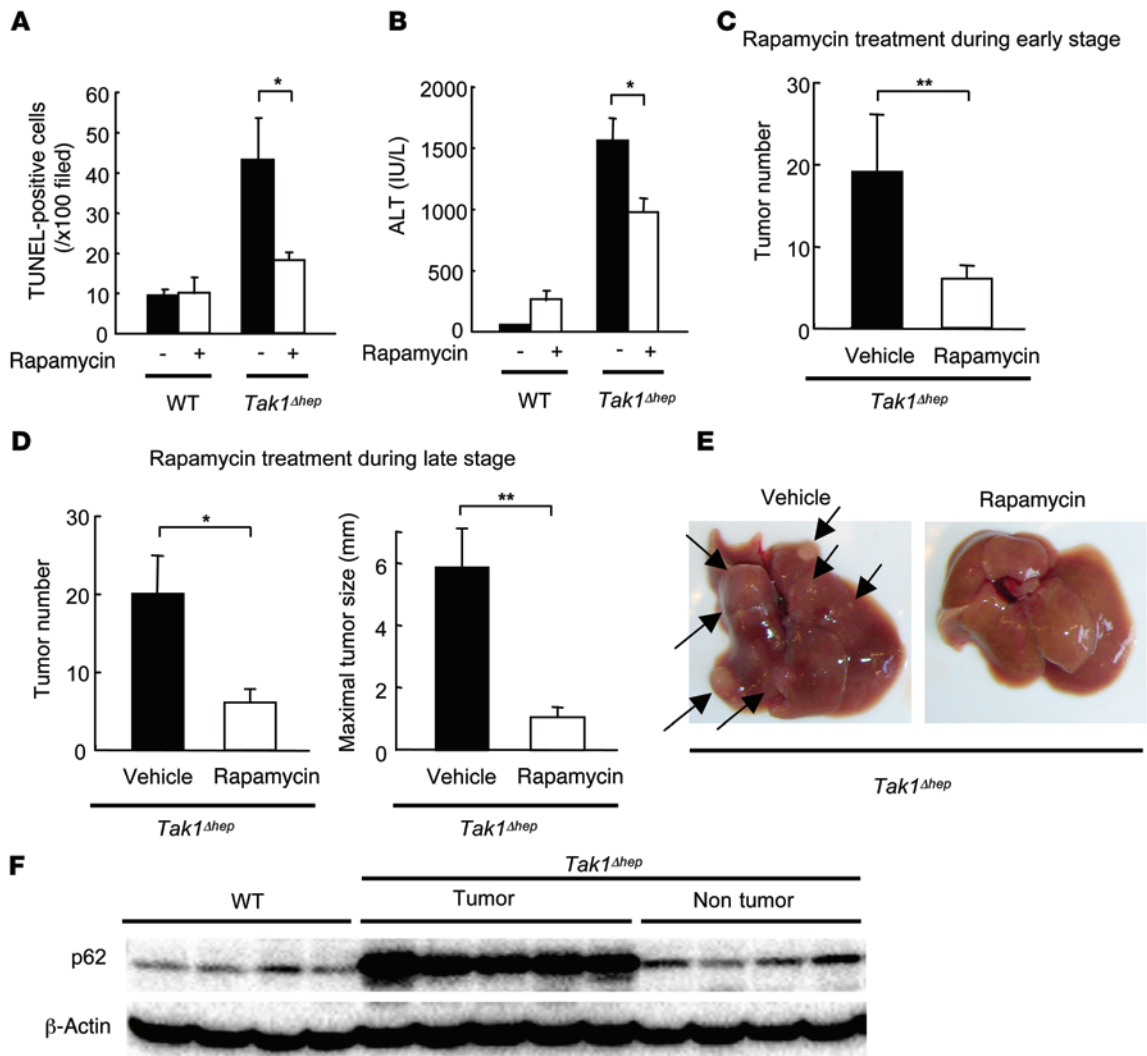 A
TUNEL-positive cells
(/x100 filed)
60
50
40
30
20
10
0
*
Rapamycin - + - +
WT Tak1Δhep
B
ALT (IU/L)
2000
1500
1000
500
0
*
Rapamycin - + - +
WT Tak1Δhep
C
Rapamycin treatment during early stage
Tumor number
30
20
10
0
**
Vehicle Rapamycin
Tak1Δhep
D
Rapamycin treatment during late stage
Tumor number
30
20
10
0
*
Vehicle Rapamycin
Tak1Δhep
Maximal tumor size (mm)
6
4
2
0
**
Vehicle Rapamycin
Tak1Δhep
E
Vehicle Rapamycin
Tak1Δhep
F
Tak1Δhep
WT Tumor Non tumor
p62
β-Actin